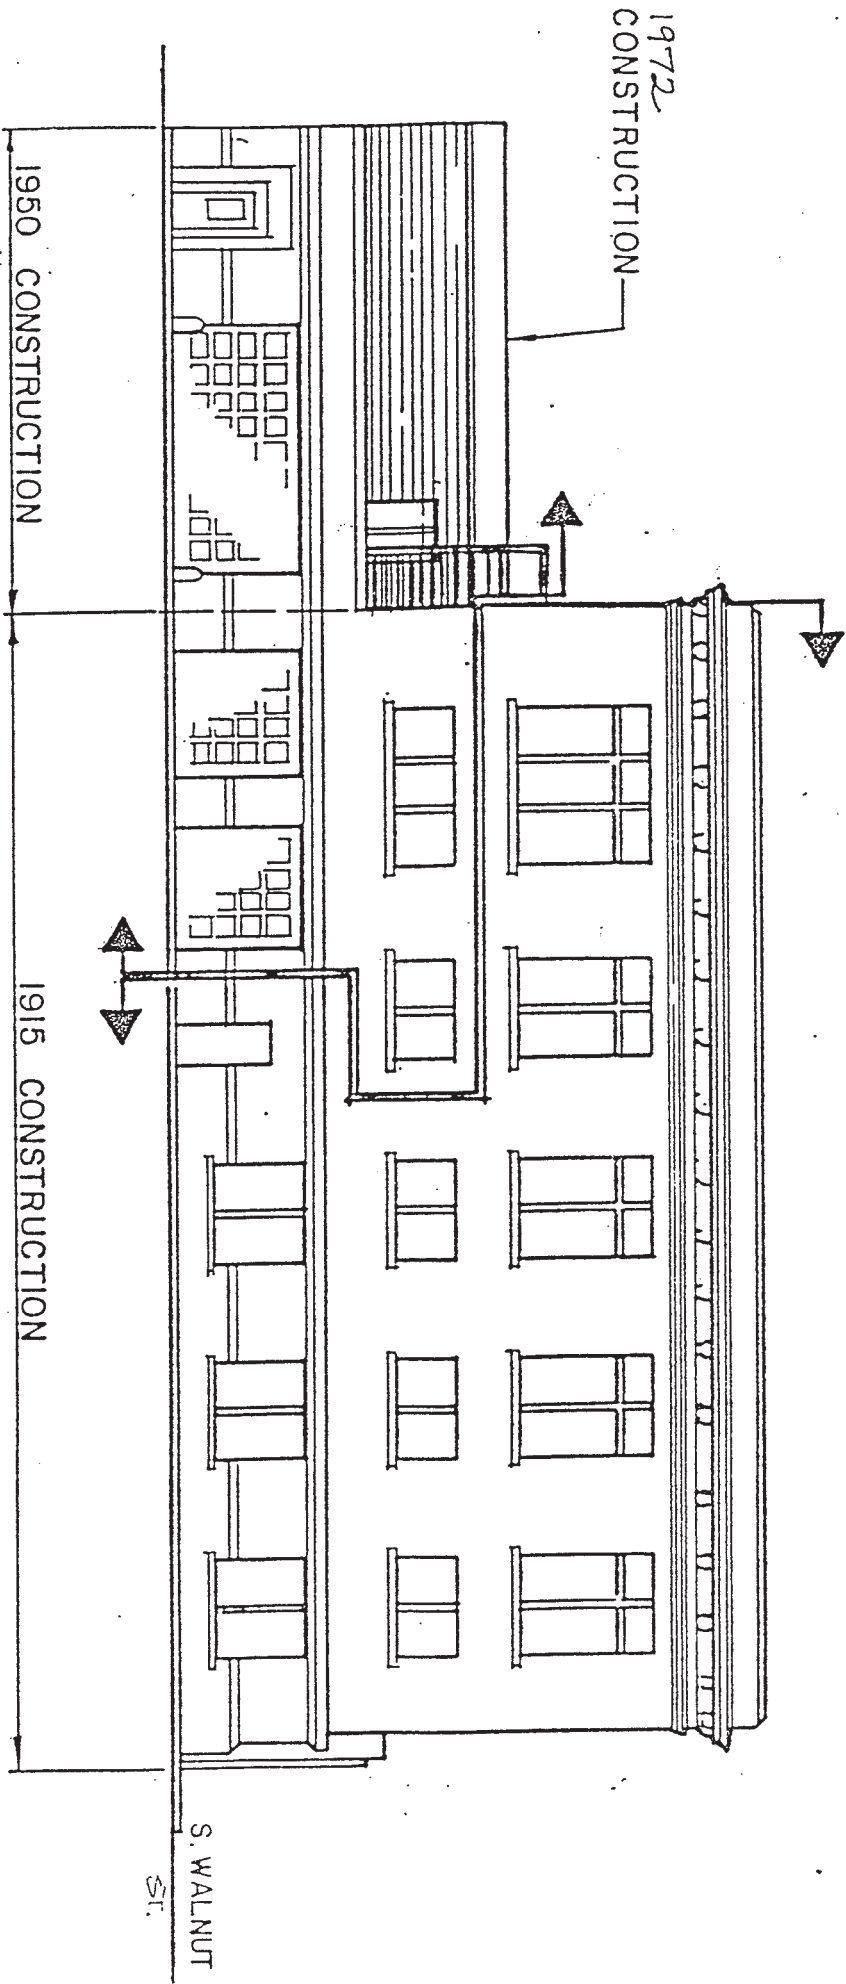 1972
CONSTRUCTION
1950 CONSTRUCTION
1915 CONSTRUCTION
S. WALNUT
ST.